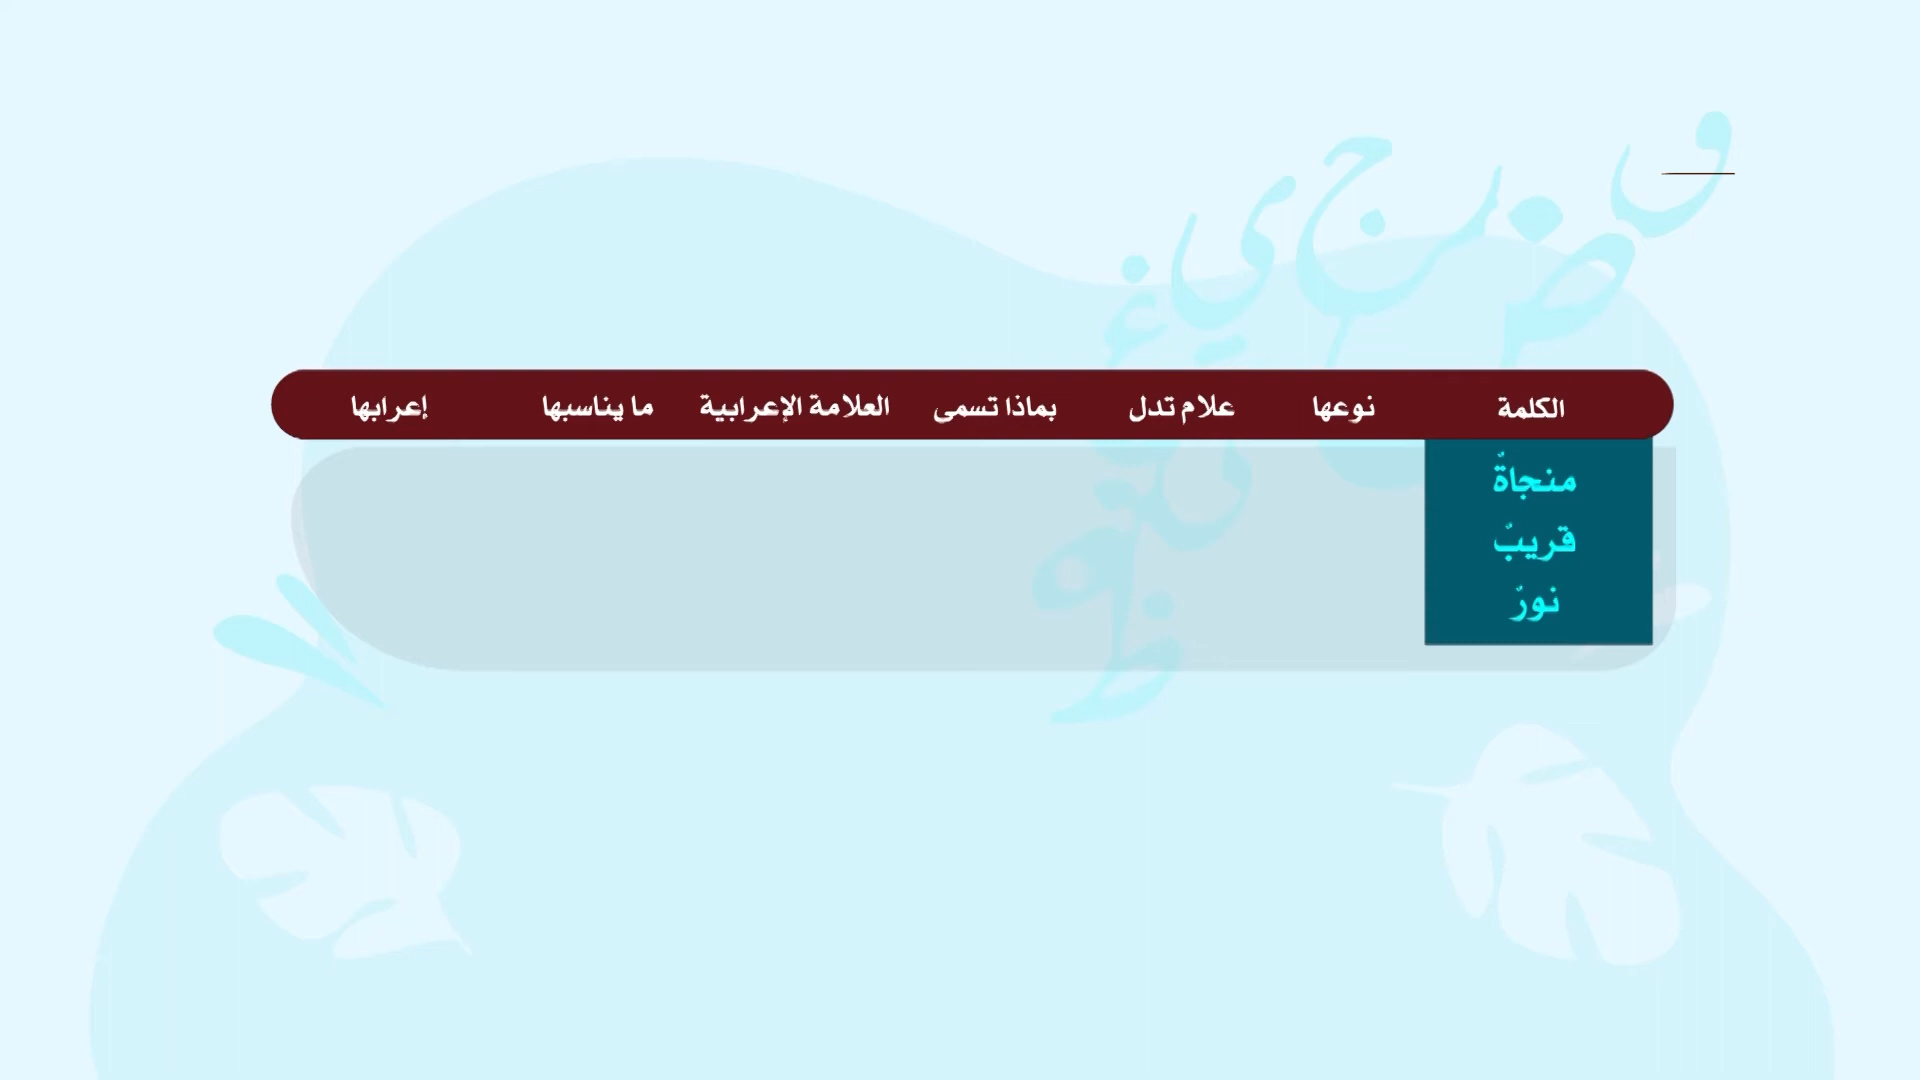 الكلمة نوعها علام تدل بماذا تسمى العلامة الإعرابية ما يناسبها إعرابها
منجاةٌ
قريبٌ
نورٌ